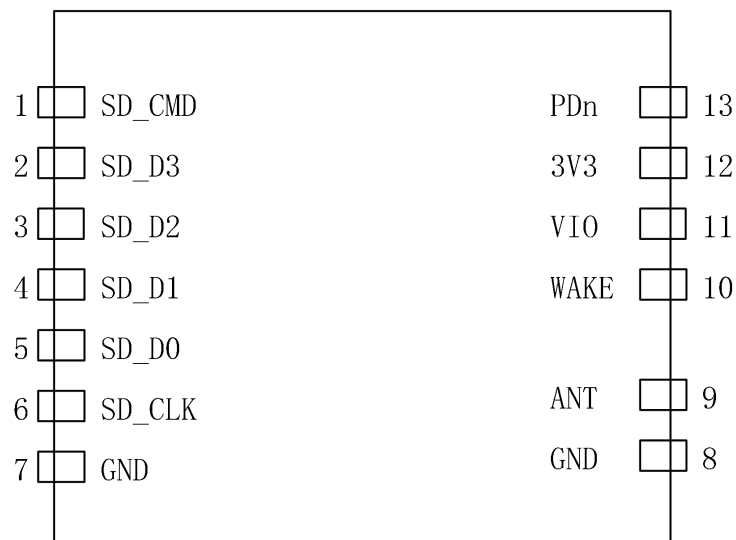 1 SD_CMD PDn 13
2 SD_D3 3V3 12
3 SD_D2 VIO 11
4 SD_D1 WAKE 10
5 SD_D0
6 SD_CLK ANT 9
7 GND GND 8